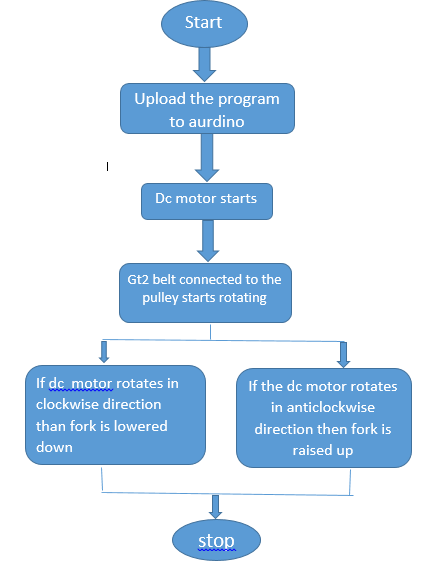 Start
Upload the program
to aurdino
Dc motor starts
Gt2 belt connected to the
pulley starts rotating
If dc motor rotates in
clockwise direction
than fork is lowered
down
If the dc motor rotates
in anticlockwise
direction then fork is
raised up
stop